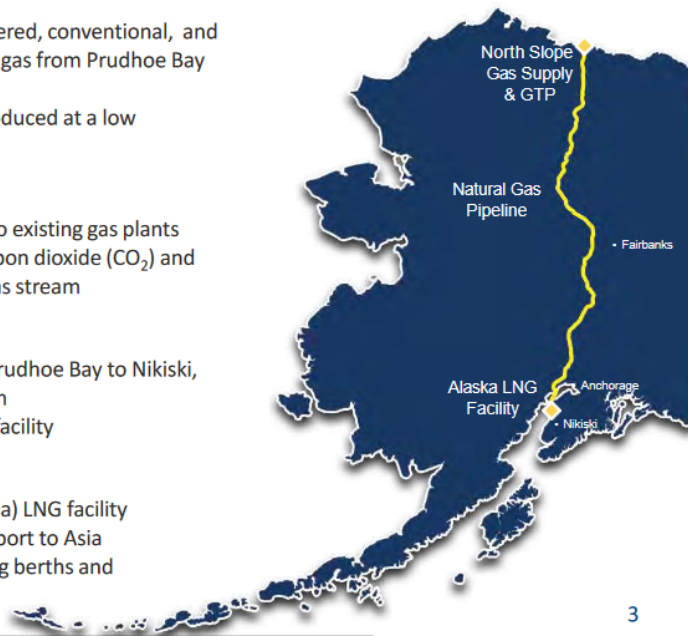 ered, conventional, and
gas from Prudhoe Bay
duced at a low
o existing gas plants
bon dioxide (CO₂) and
as stream
rudhoe Bay to Nikiski,
facility
a) LNG facility
port to Asia
g berths and
North Slope
Gas Supply
& GTP
Natural Gas
Pipeline
Fairbanks
Alaska LNG
Facility
Anchorage
Nikiski
3